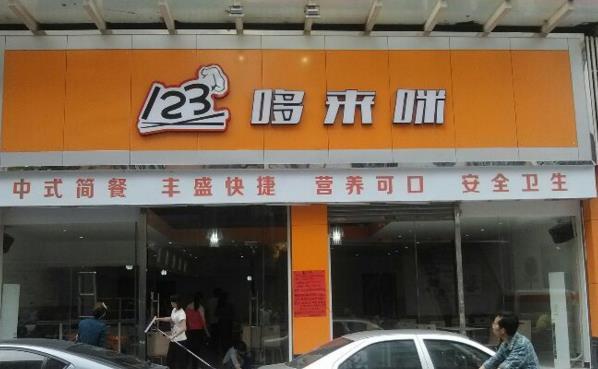 123 哆来咪
中式简餐 丰盛快捷 营养可口 安全卫生